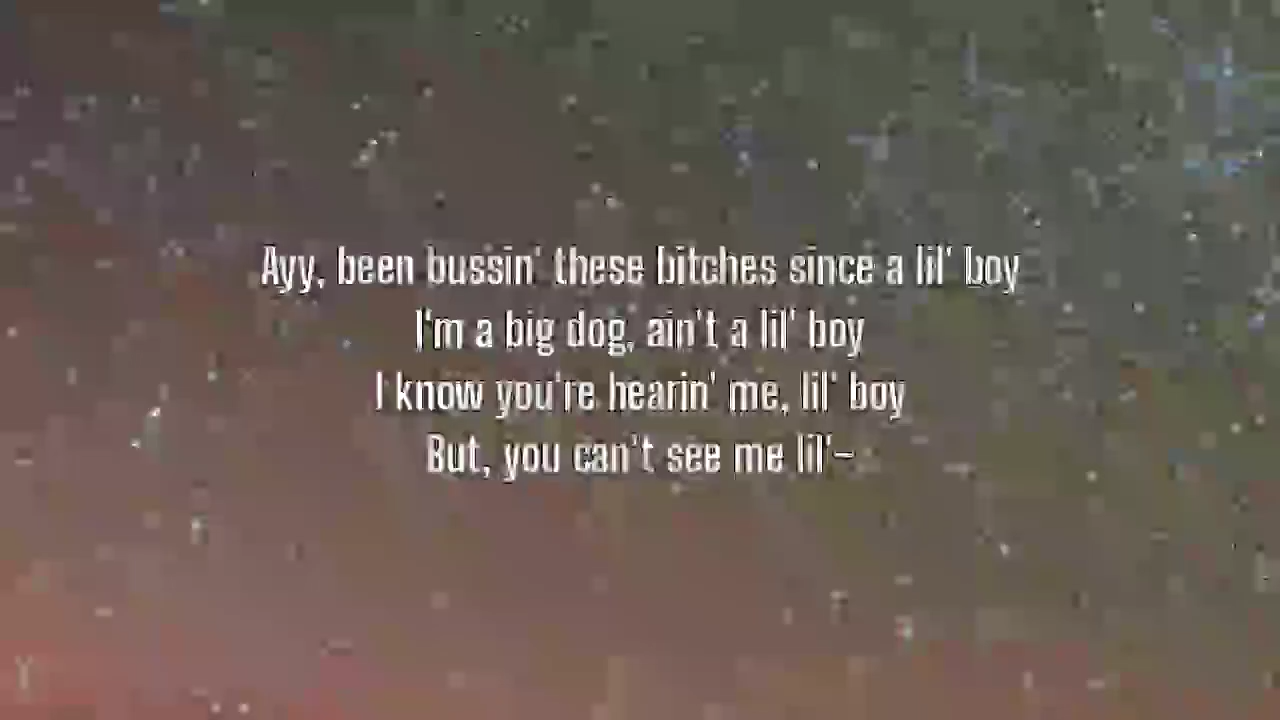 Ayy, been bussin' these bitches since a lil' boy
I'm a big dog, ain't a lil' boy
I know you're hearin' me, lil' boy
But, you can't see me lil'–